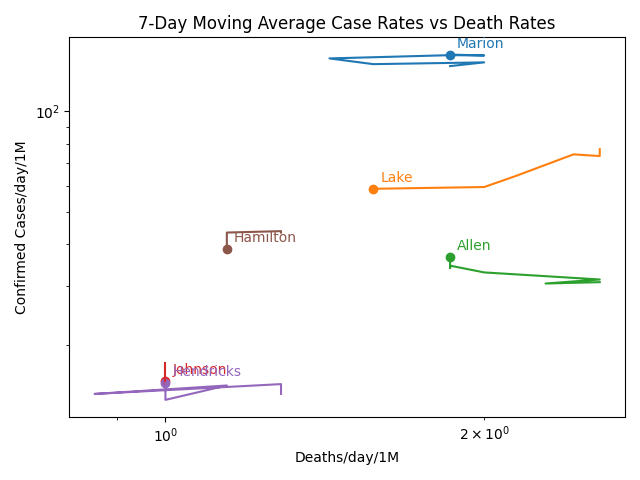 7-Day Moving Average Case Rates vs Death Rates
Marion
10²
Confirmed Cases/day/1M
Lake
Hamilton
Allen
Johnson
Hendricks
10⁰
2 × 10⁰
Deaths/day/1M